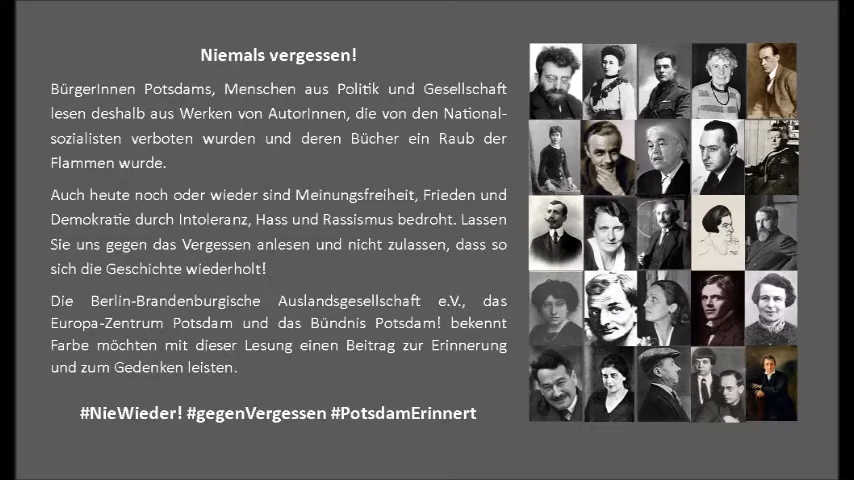 Niemals vergessen!
BürgerInnen Potsdams, Menschen aus Politik und Gesellschaft
lesen deshalb aus Werken von AutorInnen, die von den National-
sozialisten verboten wurden und deren Bücher ein Raub der
Flammen wurde.
Auch heute noch oder wieder sind Meinungsfreiheit, Frieden und
Demokratie durch Intoleranz, Hass und Rassismus bedroht. Lassen
Sie uns gegen das Vergessen anlesen und nicht zulassen, dass so
sich die Geschichte wiederholt!
Die Berlin-Brandenburgische Auslandsgesellschaft e.V., das
Europa-Zentrum Potsdam und das Bündnis Potsdam! bekennt
Farbe möchten mit dieser Lesung einen Beitrag zur Erinnerung
und zum Gedenken leisten.
#NieWieder! #gegenVergessen #PotsdamErinnert